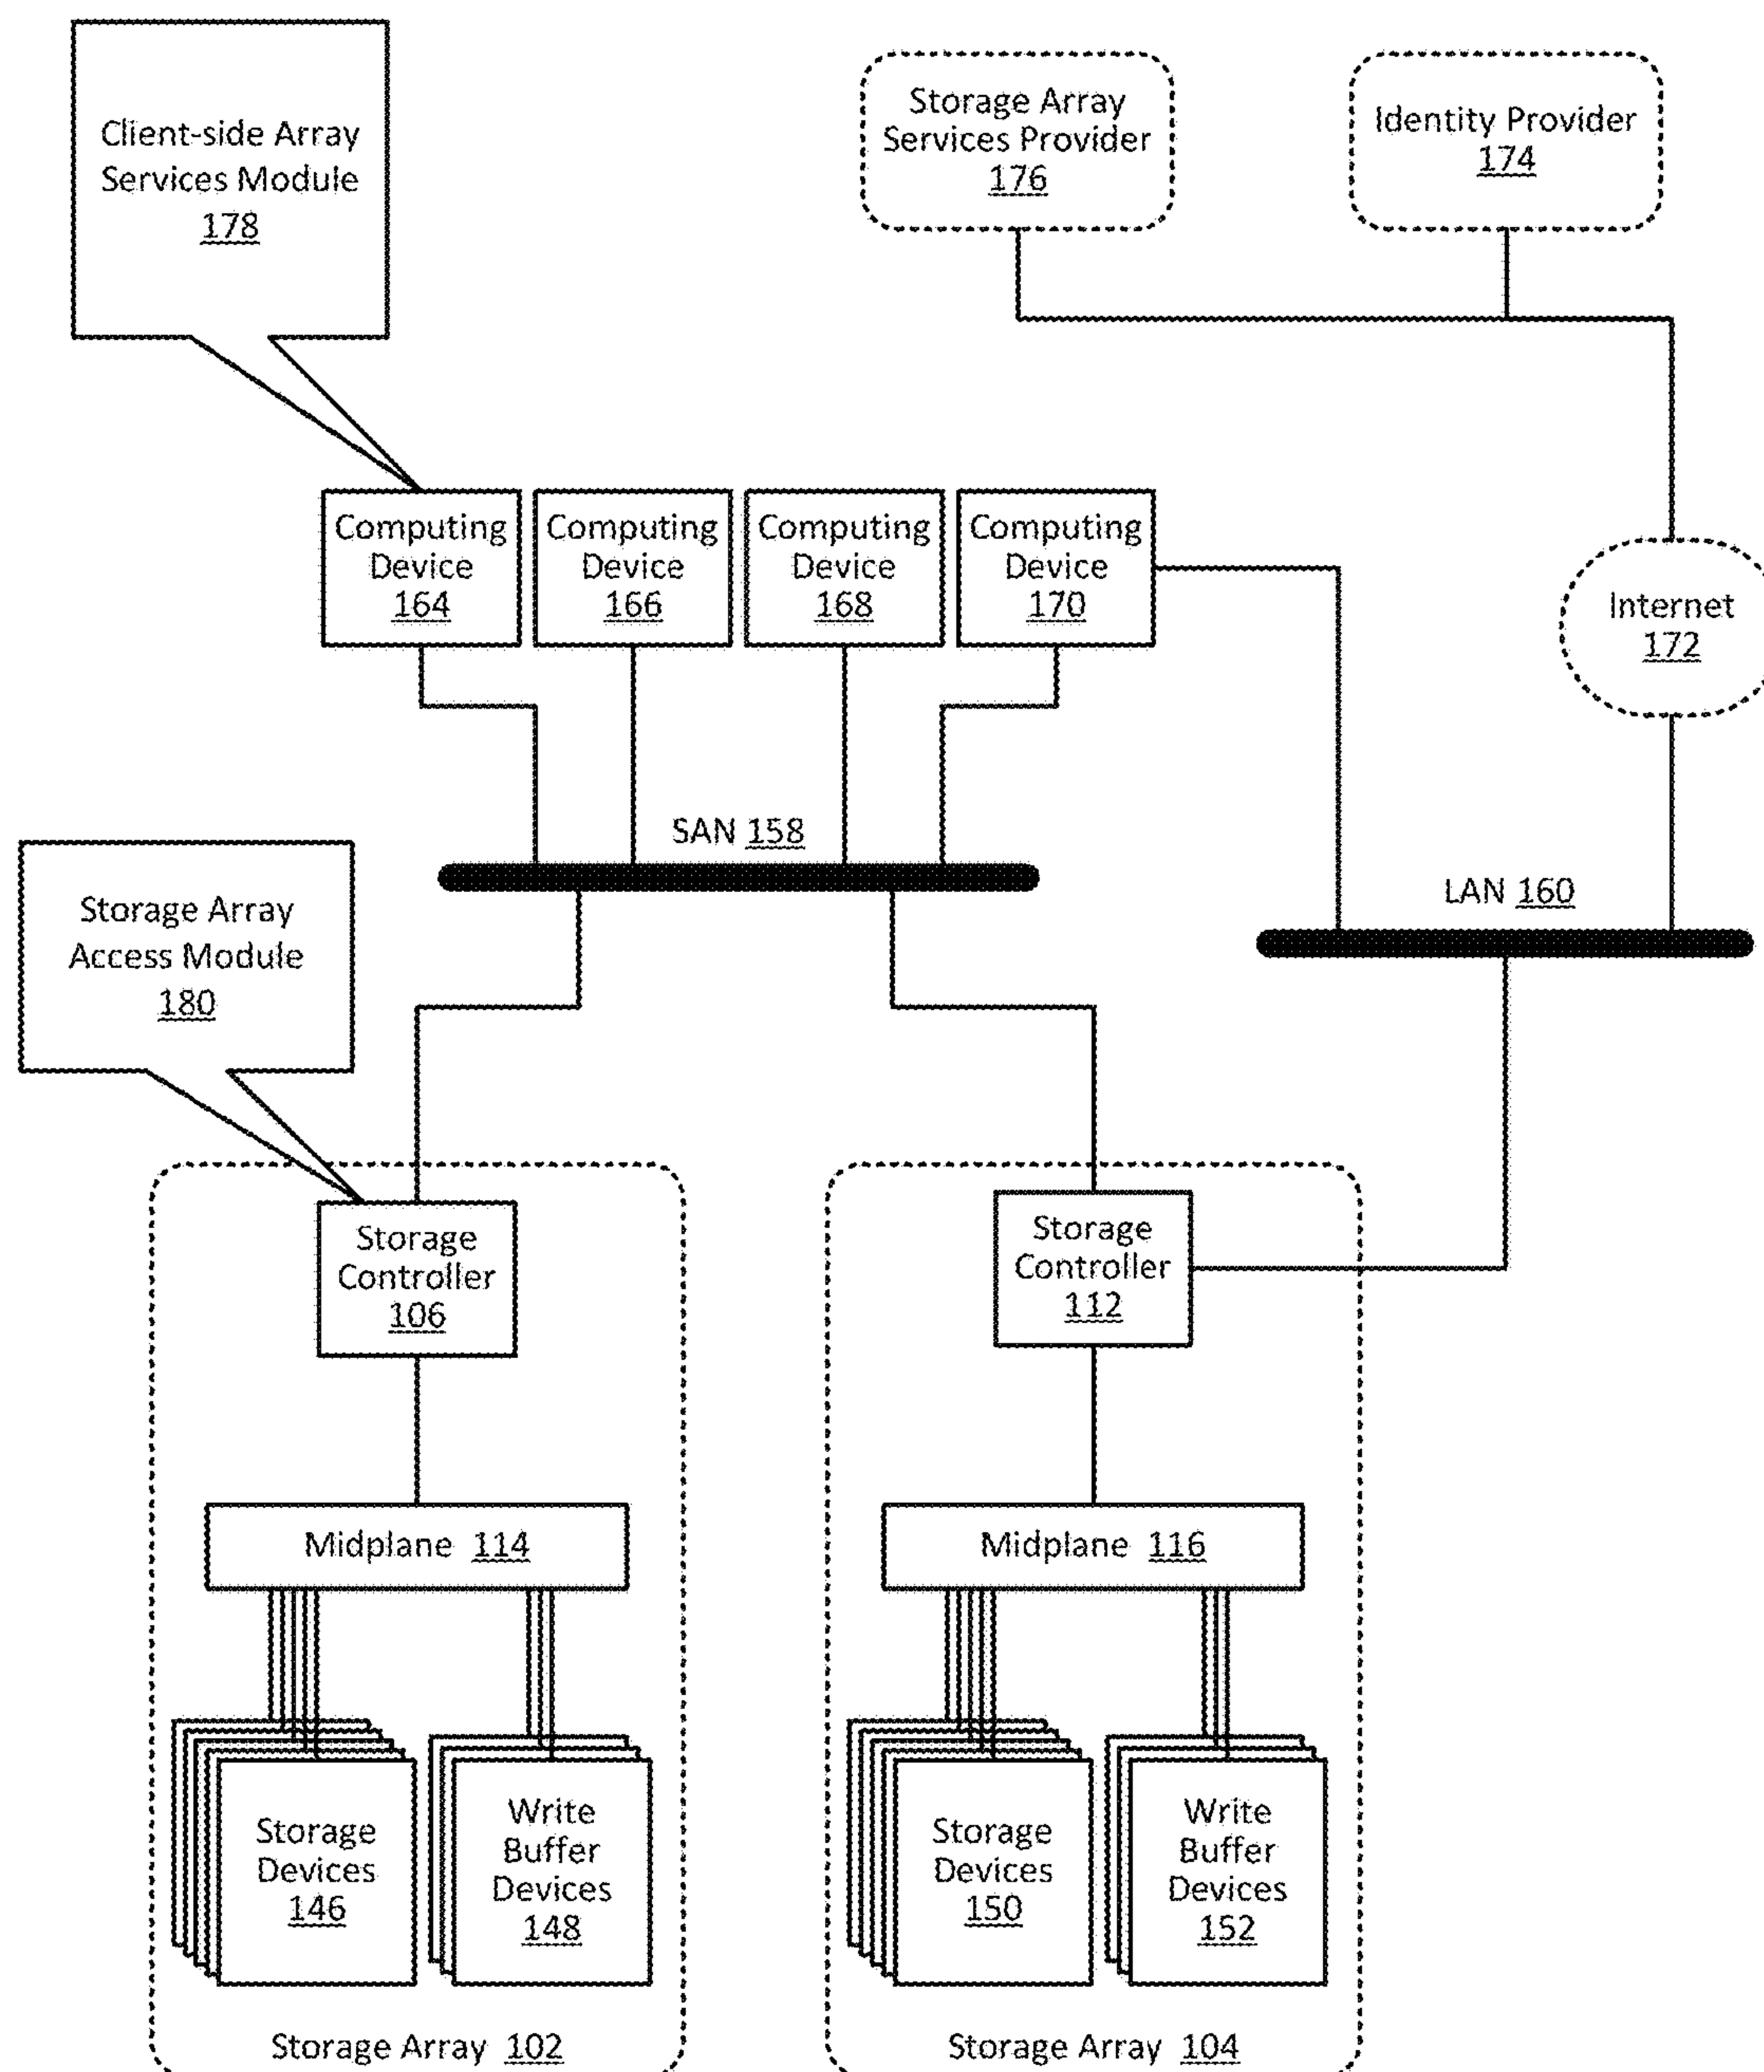 Client-side Array
Services Module
178
Storage Array
Services Provider
176
Identity Provider
174
Computing
Device
164
Computing
Device
166
Computing
Device
168
Computing
Device
170
Internet
172
SAN 158
LAN 160
Storage Array
Access Module
180
Storage
Controller
106
Storage
Controller
112
Midplane 114
Midplane 116
Storage
Devices
146
Write
Buffer
Devices
148
Storage
Devices
150
Write
Buffer
Devices
152
Storage Array 102
Storage Array 104